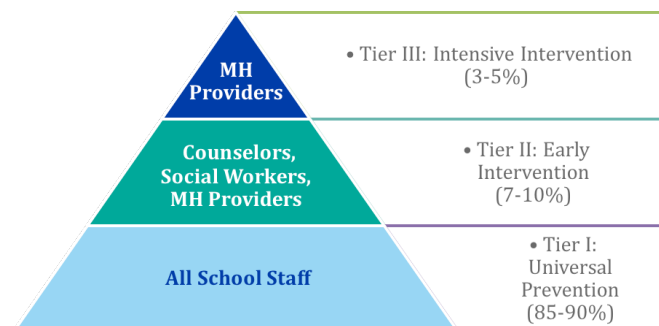 MH
Providers
• Tier III: Intensive Intervention
(3-5%)
Counselors,
Social Workers,
MH Providers
• Tier II: Early
Intervention
(7-10%)
All School Staff
• Tier I:
Universal
Prevention
(85-90%)